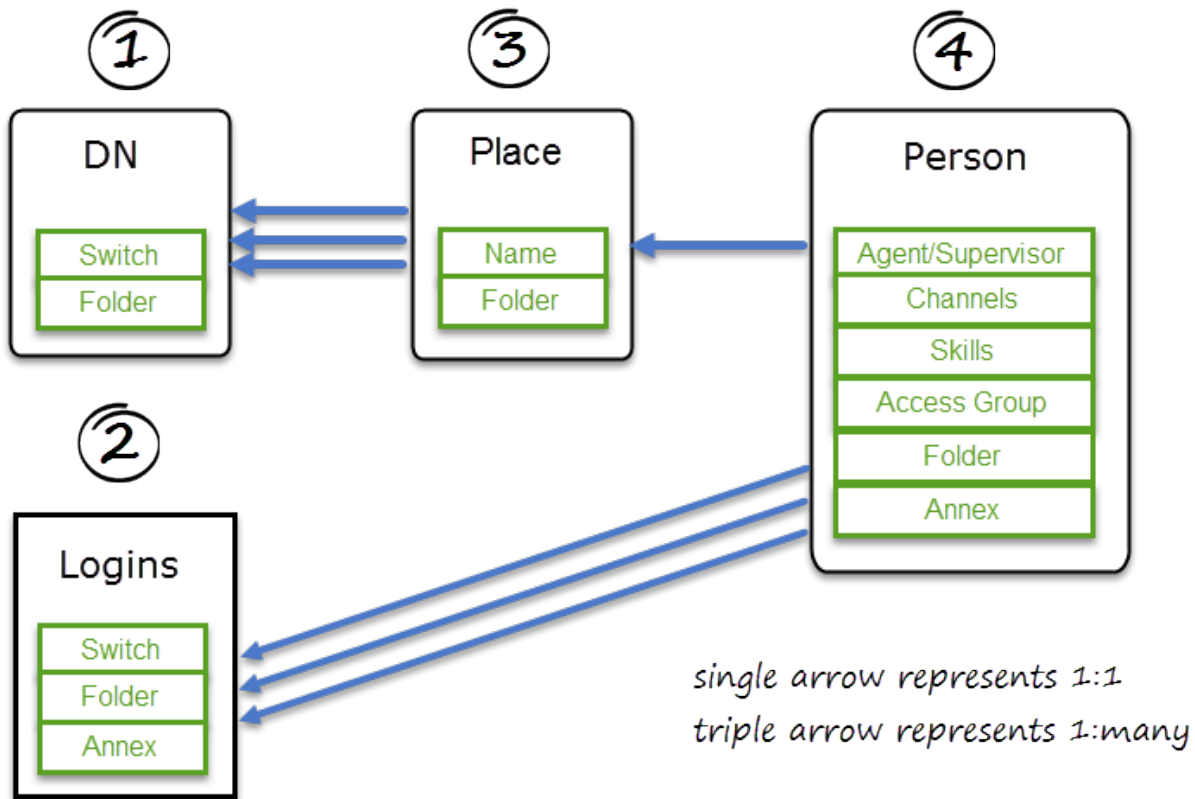 1
DN
Switch
Folder
3
Place
Name
Folder
4
Person
Agent/Supervisor
Channels
Skills
Access Group
Folder
Annex
2
Logins
Switch
Folder
Annex
single arrow represents 1:1
triple arrow represents 1:many